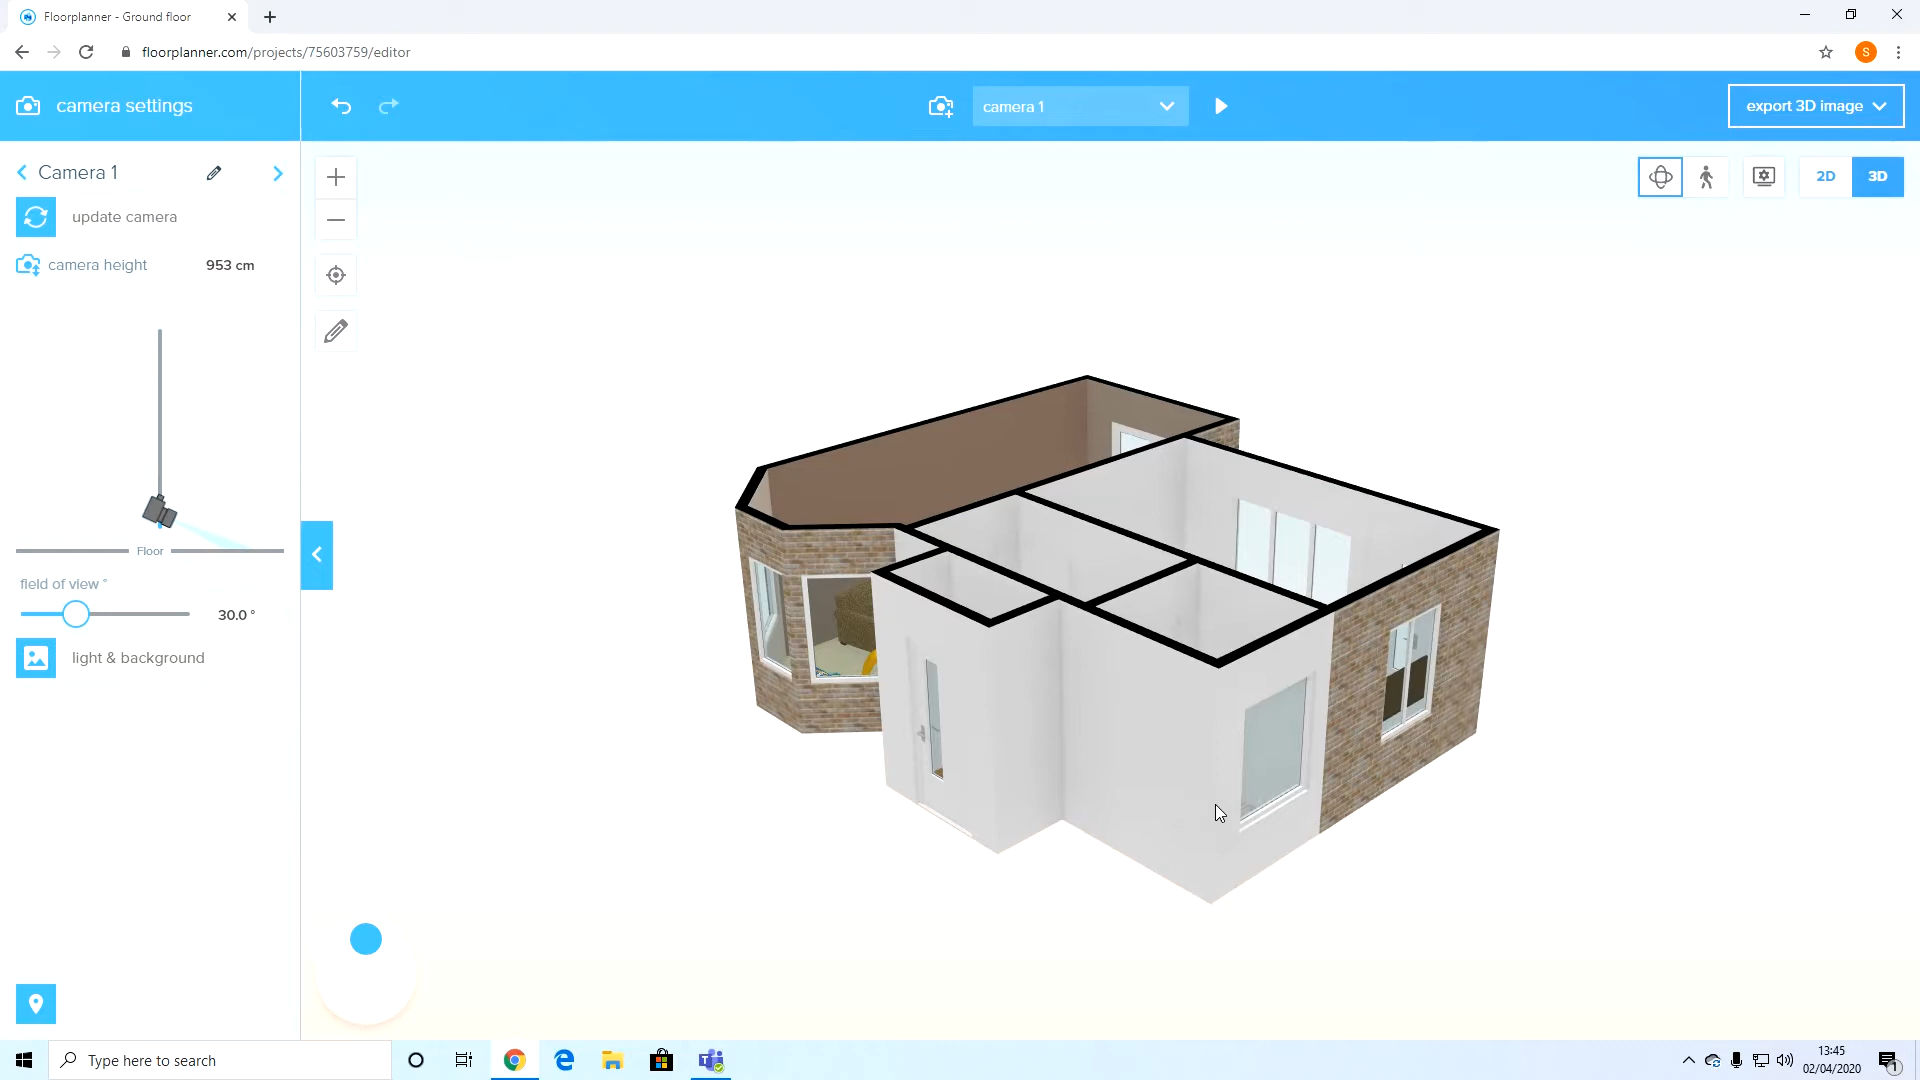 Floorplanner - Ground floor
floorplanner.com/projects/75603759/editor
S
camera settings
camera 1
export 3D image
Camera 1
2D
3D
update camera
camera height
953 cm
Floor
field of view °
30.0 °
light & background
Type here to search
T
13:45
02/04/2020
1